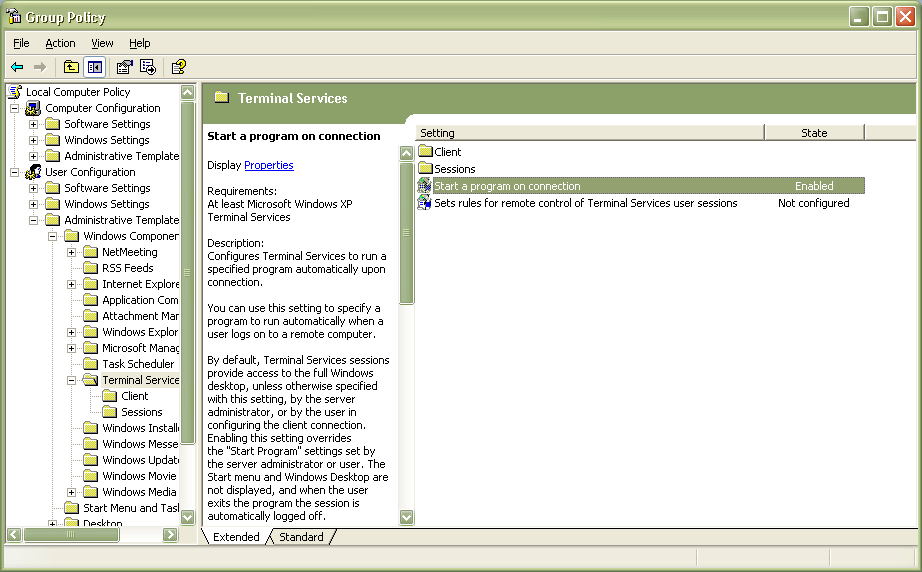 Group Policy
File Action View Help
Local Computer Policy
Computer Configuration
Software Settings
Windows Settings
Administrative Template
User Configuration
Software Settings
Windows Settings
Administrative Template
Windows Componer
NetMeeting
RSS Feeds
Internet Explore
Application Com
Attachment Mar
Windows Explor
Microsoft Manag
Task Scheduler
Terminal Service
Client
Sessions
Windows Install
Windows Messe
Windows Updat
Windows Movie
Windows Media
Start Menu and Task
Desktop
Terminal Services
Start a program on connection
Display Properties
Requirements:
At least Microsoft Windows XP
Terminal Services
Description:
Configures Terminal Services to run a
specified program automatically upon
connection.
You can use this setting to specify a
program to run automatically when a
user logs on to a remote computer.
By default, Terminal Services sessions
provide access to the full Windows
desktop, unless otherwise specified
with this setting, by the server
administrator, or by the user in
configuring the client connection.
Enabling this setting overrides
the "Start Program" settings set by
the server administrator or user. The
Start menu and Windows Desktop are
not displayed, and when the user
exits the program the session is
automatically logged off.
Setting State
Client
Sessions
Start a program on connection Enabled
Sets rules for remote control of Terminal Services user sessions Not configured
Extended Standard